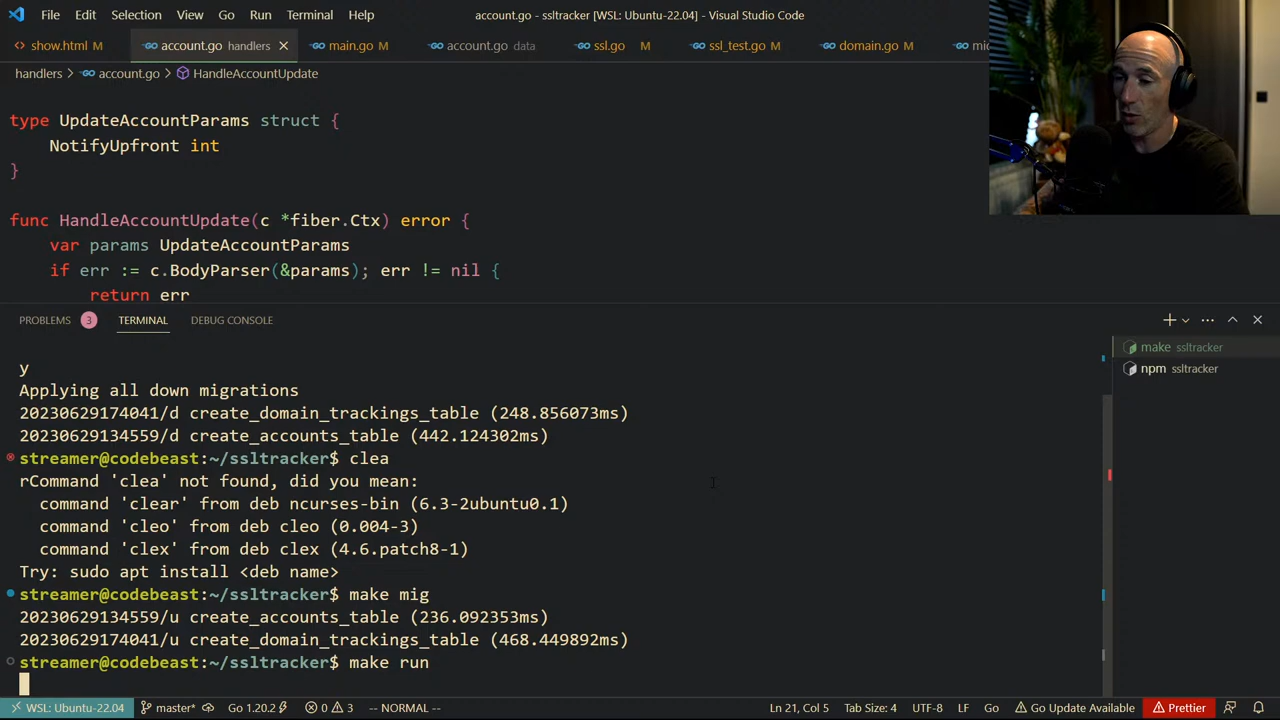 File Edit Selection View Go Run Terminal Help account.go - ssltracker [WSL: Ubuntu-22.04] - Visual Studio Code
show.html M account.go handlers main.go M account.go data ssl.go M ssl_test.go M domain.go M
handlers > account.go > HandleAccountUpdate
type UpdateAccountParams struct {
NotifyUpfront int
}
func HandleAccountUpdate(c *fiber.Ctx) error {
var params UpdateAccountParams
if err := c.BodyParser(&params); err != nil {
return err
PROBLEMS 3 TERMINAL DEBUG CONSOLE
make ssltracker
npm ssltracker
y
Applying all down migrations
20230629174041/d create_domain_trackings_table (248.856073ms)
20230629134559/d create_accounts_table (442.124302ms)
streamer@codebeast:~/ssltracker$ clea
rCommand 'clea' not found, did you mean:
command 'clear' from deb ncurses-bin (6.3-2ubuntu0.1)
command 'cleo' from deb cleo (0.004-3)
command 'clex' from deb clex (4.6.patch8-1)
Try: sudo apt install <deb name>
streamer@codebeast:~/ssltracker$ make mig
20230629134559/u create_accounts_table (236.092353ms)
20230629174041/u create_domain_trackings_table (468.449892ms)
streamer@codebeast:~/ssltracker$ make run
WSL: Ubuntu-22.04 master* Go 1.20.2 0 3 -- NORMAL -- Ln 21, Col 5 Tab Size: 4 UTF-8 LF Go Go Update Available Prettier